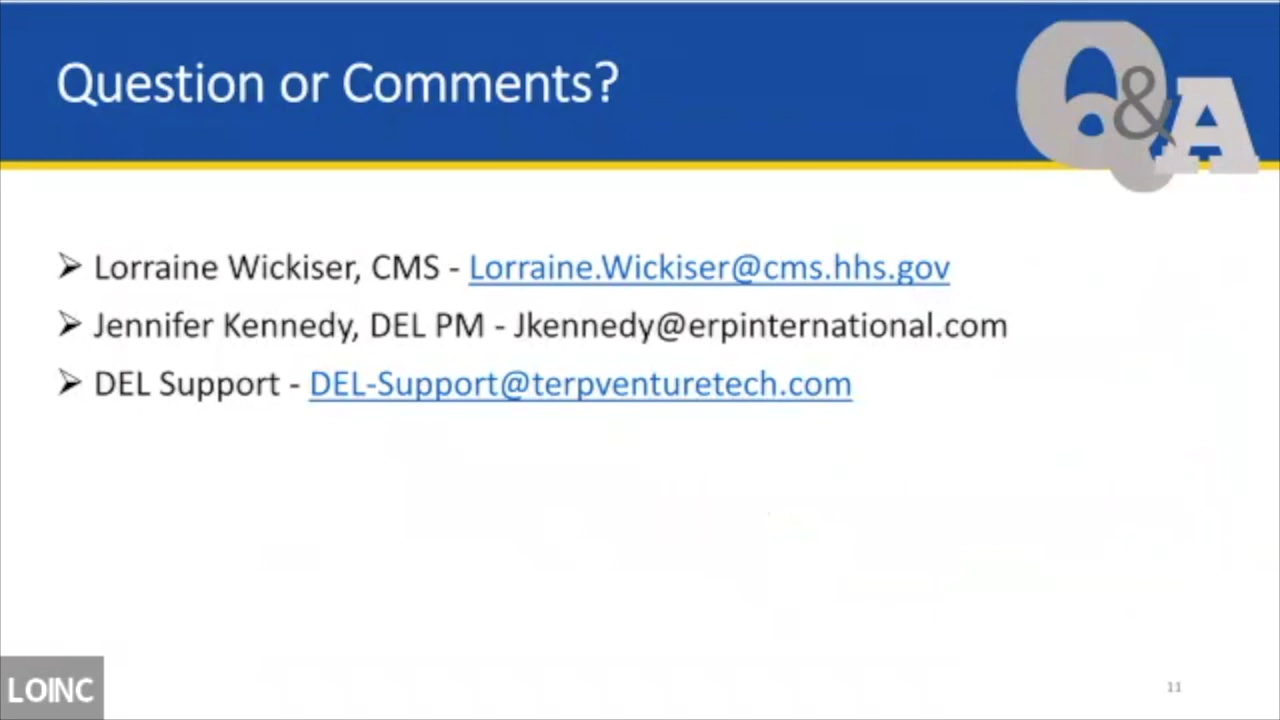 Question or Comments?
Q&A
➢ Lorraine Wickiser, CMS - Lorraine.Wickiser@cms.hhs.gov
➢ Jennifer Kennedy, DEL PM - Jkennedy@erpinternational.com
➢ DEL Support - DEL-Support@terpventuretech.com
LOINC
11